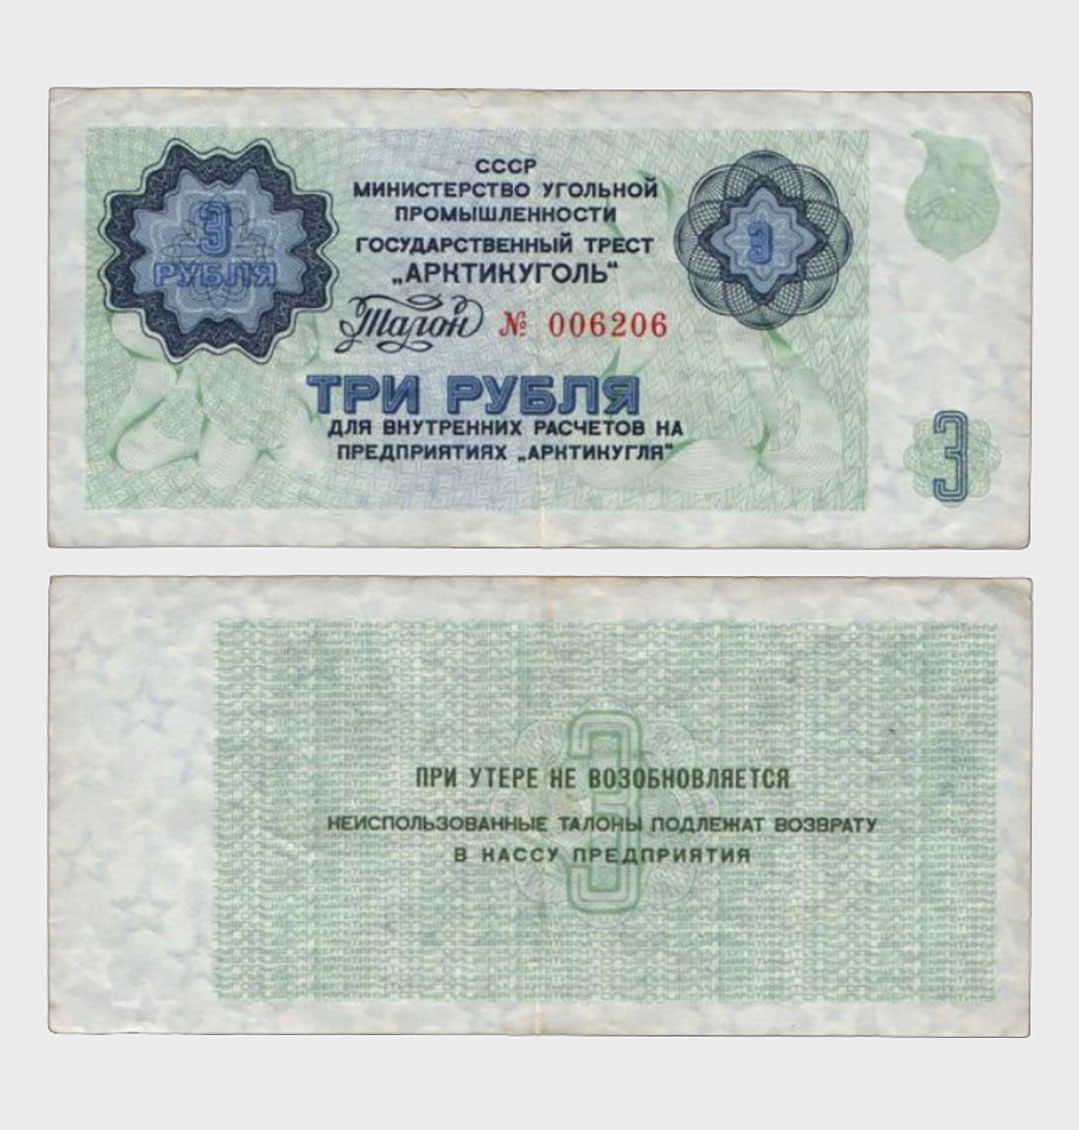 3
РУБЛЯ
СССР
МИНИСТЕРСТВО УГОЛЬНОЙ
ПРОМЫШЛЕННОСТИ
ГОСУДАРСТВЕННЫЙ ТРЕСТ
„АРКТИКУГОЛЬ“
Талон № 006206
3
ТРИ РУБЛЯ
ДЛЯ ВНУТРЕННИХ РАСЧЕТОВ НА
ПРЕДПРИЯТИЯХ „АРКТИКУГЛЯ“
3
3
ПРИ УТЕРЕ НЕ ВОЗОБНОВЛЯЕТСЯ
НЕИСПОЛЬЗОВАННЫЕ ТАЛОНЫ ПОДЛЕЖАТ ВОЗВРАТУ
В КАССУ ПРЕДПРИЯТИЯ